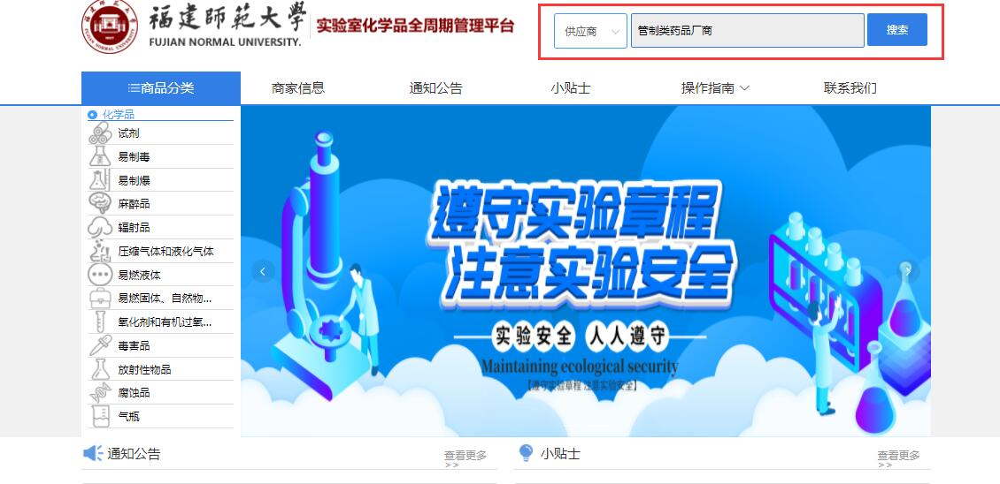 福建師範大學
FUJIAN NORMAL UNIVERSITY.
实验室化学品全周期管理平台
供应商
管制类药品厂商
搜索
商品分类
商家信息
通知公告
小贴士
操作指南
联系我们
化学品
试剂
易制毒
易制爆
麻醉品
辐射品
压缩气体和液化气体
易燃液体
易燃固体、自然物...
氧化剂和有机过氧...
毒害品
放射性物品
腐蚀品
气瓶
遵守实验章程
注意实验安全
实验安全 人人遵守
Maintaining ecological security
【遵守实验章程 注意实验安全】
通知公告
查看更多
>>
小贴士
查看更多
>>